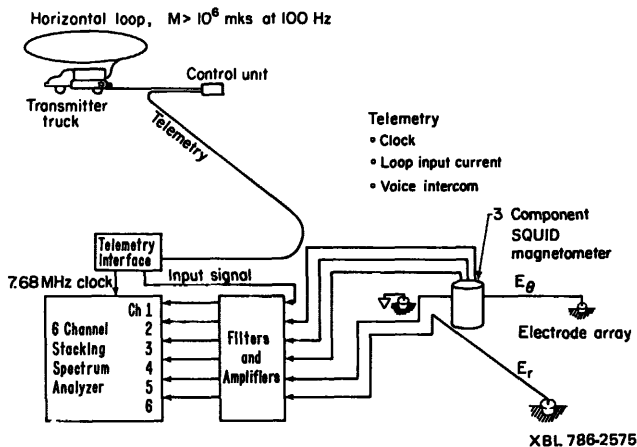 Horizontal loop, M > 10⁶ mks at 100 Hz
Control unit
Transmitter
truck
Telemetry
Telemetry
▫ Clock
▫ Loop input current
▫ Voice intercom
3 Component
SQUID
magnetometer
Telemetry
Interface
7.68 MHz clock
Input signal
Eθ
Electrode array
Er
6 Channel
Stacking
Spectrum
Analyzer
Ch 1
2
3
4
5
6
Filters
and
Amplifiers
XBL 786-2575